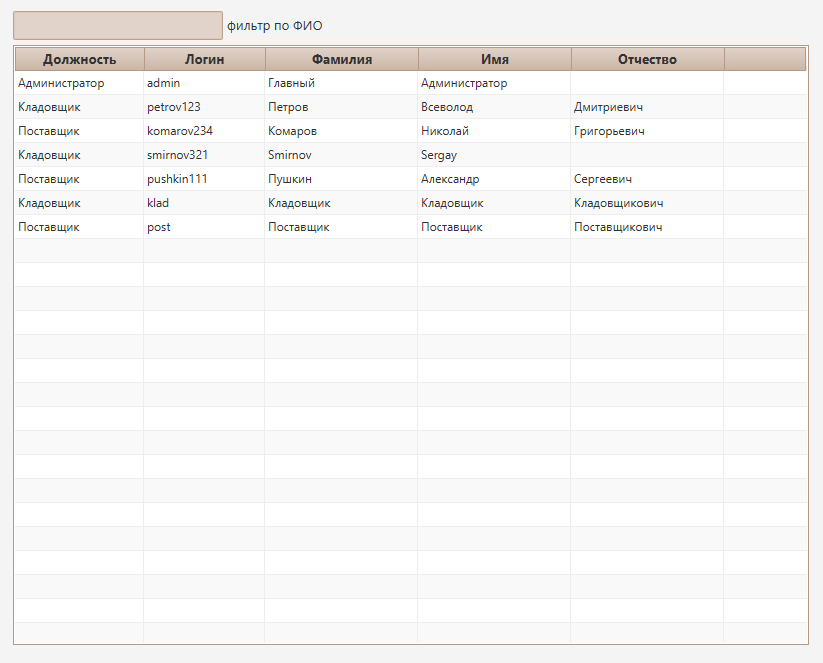 фильтр по ФИО
Должность Логин Фамилия Имя Отчество
Администратор admin Главный Администратор
Кладовщик petrov123 Петров Всеволод Дмитриевич
Поставщик komarov234 Комаров Николай Григорьевич
Кладовщик smirnov321 Smirnov Sergay
Поставщик pushkin111 Пушкин Александр Сергеевич
Кладовщик klad Кладовщик Кладовщик Кладовщикович
Поставщик post Поставщик Поставщик Поставщикович